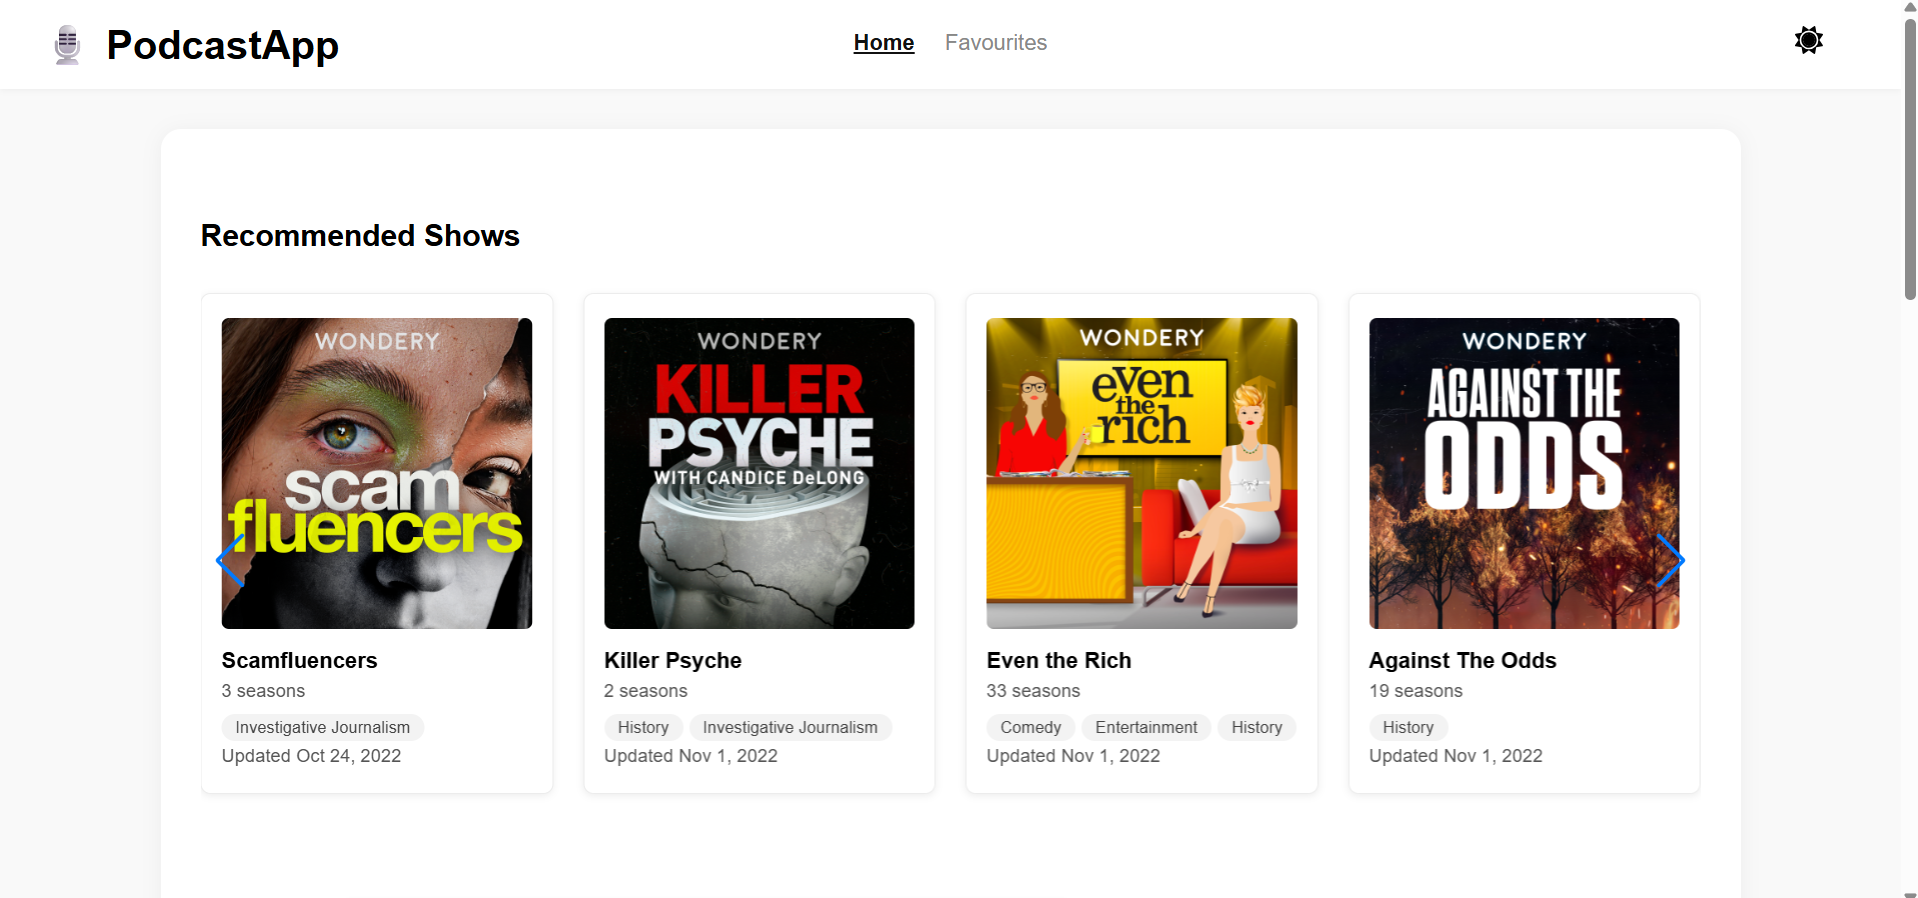 PodcastApp
Home
Favourites
Recommended Shows
WONDERY
scam
fluencers
Scamfluencers
3 seasons
Investigative Journalism
Updated Oct 24, 2022
WONDERY
KILLER
PSYCHE
WITH CANDICE DeLONG
Killer Psyche
2 seasons
History
Investigative Journalism
Updated Nov 1, 2022
WONDERY
even
the
rich
Even the Rich
33 seasons
Comedy
Entertainment
History
Updated Nov 1, 2022
WONDERY
AGAINST THE
ODDS
Against The Odds
19 seasons
History
Updated Nov 1, 2022